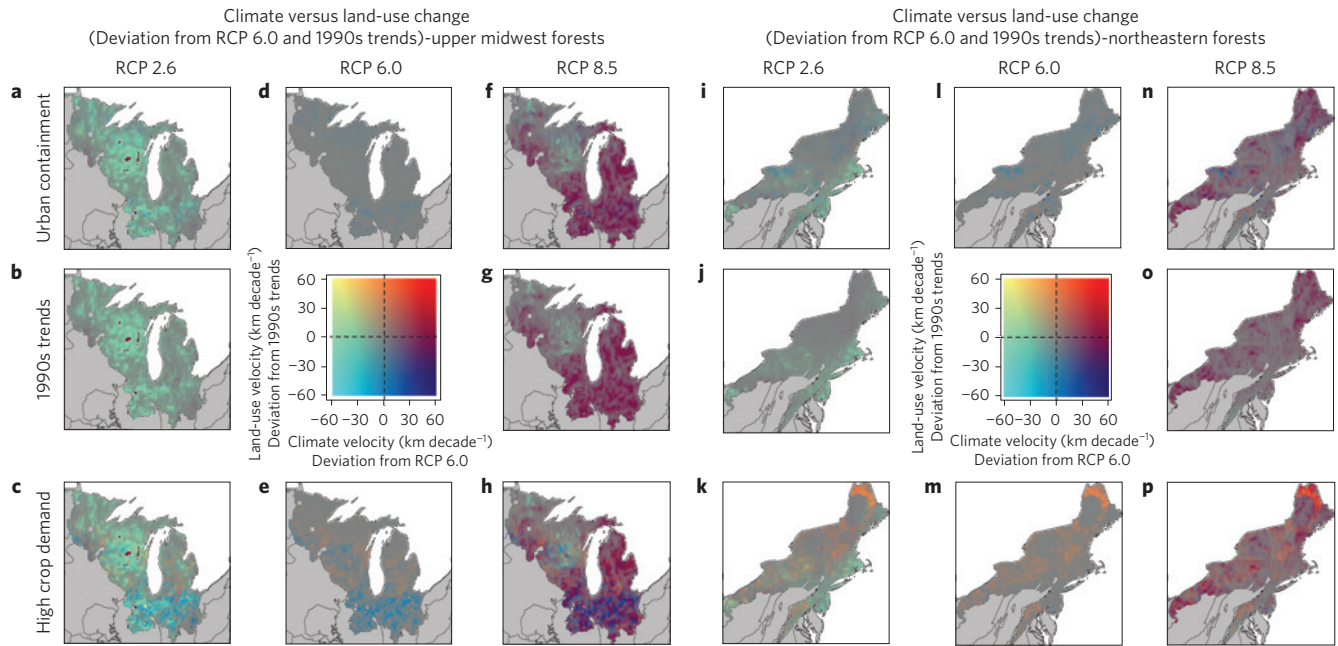 Climate versus land-use change
(Deviation from RCP 6.0 and 1990s trends)-upper midwest forests
Climate versus land-use change
(Deviation from RCP 6.0 and 1990s trends)-northeastern forests
RCP 2.6
RCP 6.0
RCP 8.5
RCP 2.6
RCP 6.0
RCP 8.5
a
d
f
i
l
n
Urban containment
b
g
j
o
1990s trends
Land-use velocity (km decade⁻¹)
Deviation from 1990s trends
60
30
0
−30
−60
−60
−30
0
30
60
Climate velocity (km decade⁻¹)
Deviation from RCP 6.0
Land-use velocity (km decade⁻¹)
Deviation from 1990s trends
60
30
0
−30
−60
−60
−30
0
30
60
Climate velocity (km decade⁻¹)
Deviation from RCP 6.0
c
e
h
k
m
p
High crop demand